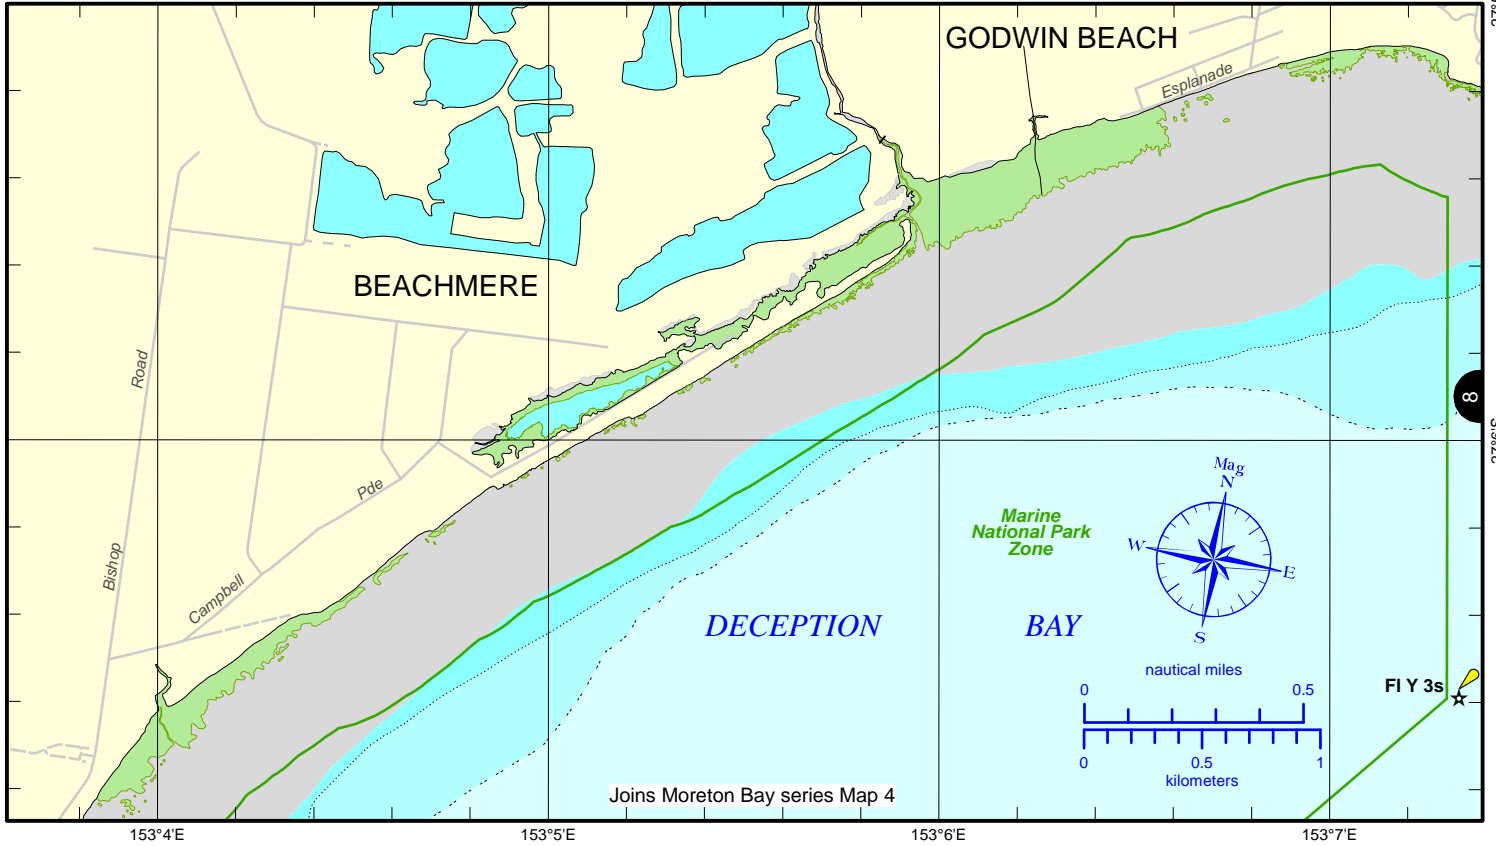 GODWIN BEACH
Esplanade
BEACHMERE
Road
8
Pde
Mag
N
W
E
S
Marine
National Park
Zone
Bishop
Campbell
DECEPTION BAY
nautical miles
0 0.5
Fl Y 3s
0 0.5 1
kilometers
Joins Moreton Bay series Map 4
153°4'E 153°5'E 153°6'E 153°7'E